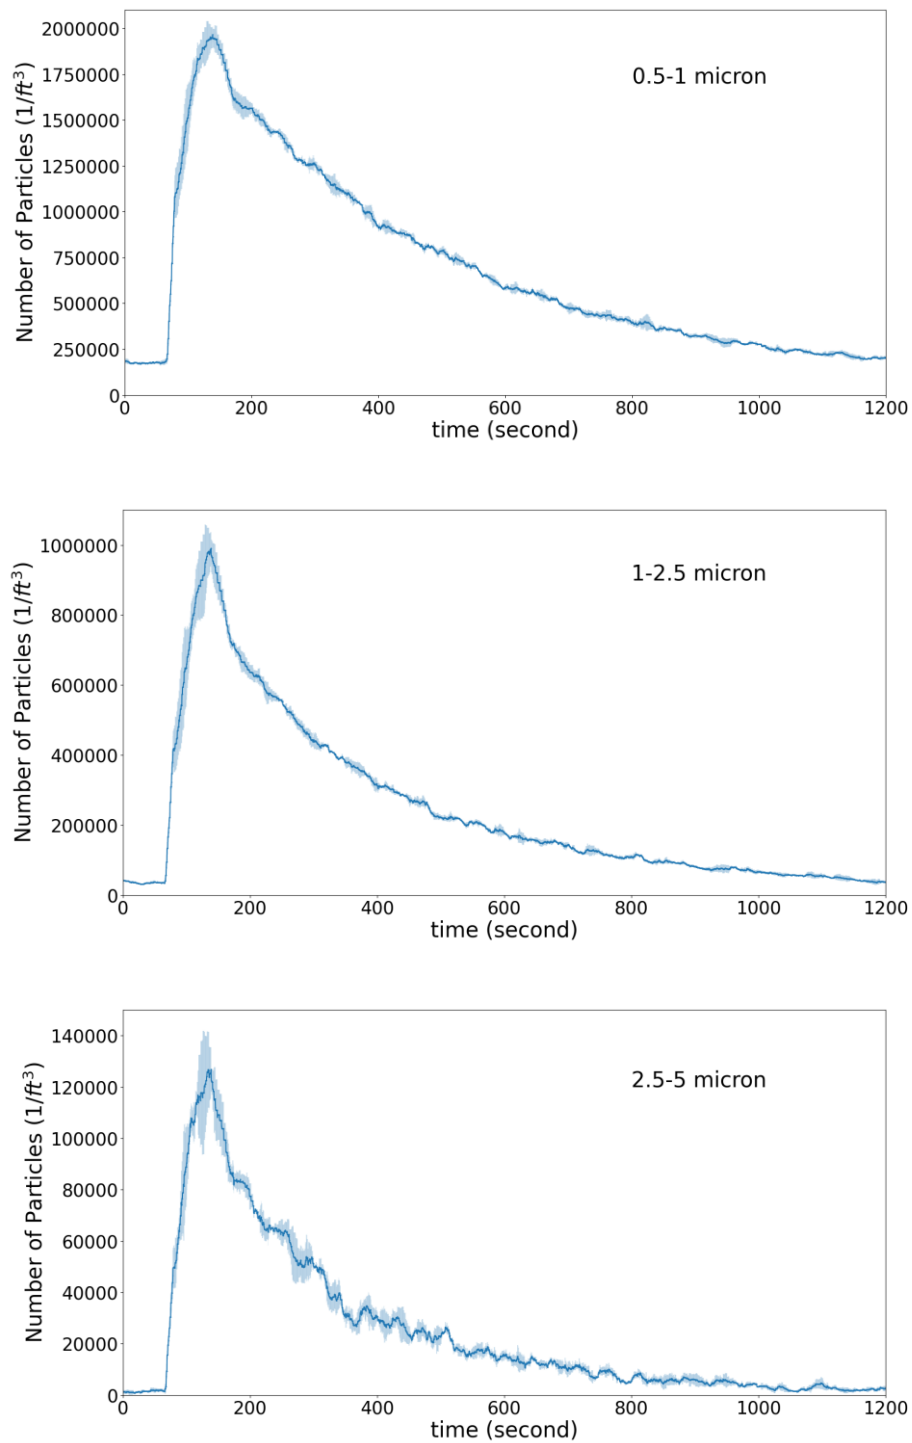 2000000
1750000
1500000
1250000
1000000
750000
500000
250000
0
Number of Particles (1/ft³)
0.5-1 micron
0 200 400 600 800 1000 1200
time (second)
1000000
800000
600000
400000
200000
0
Number of Particles (1/ft³)
1-2.5 micron
0 200 400 600 800 1000 1200
time (second)
140000
120000
100000
80000
60000
40000
20000
0
Number of Particles (1/ft³)
2.5-5 micron
0 200 400 600 800 1000 1200
time (second)